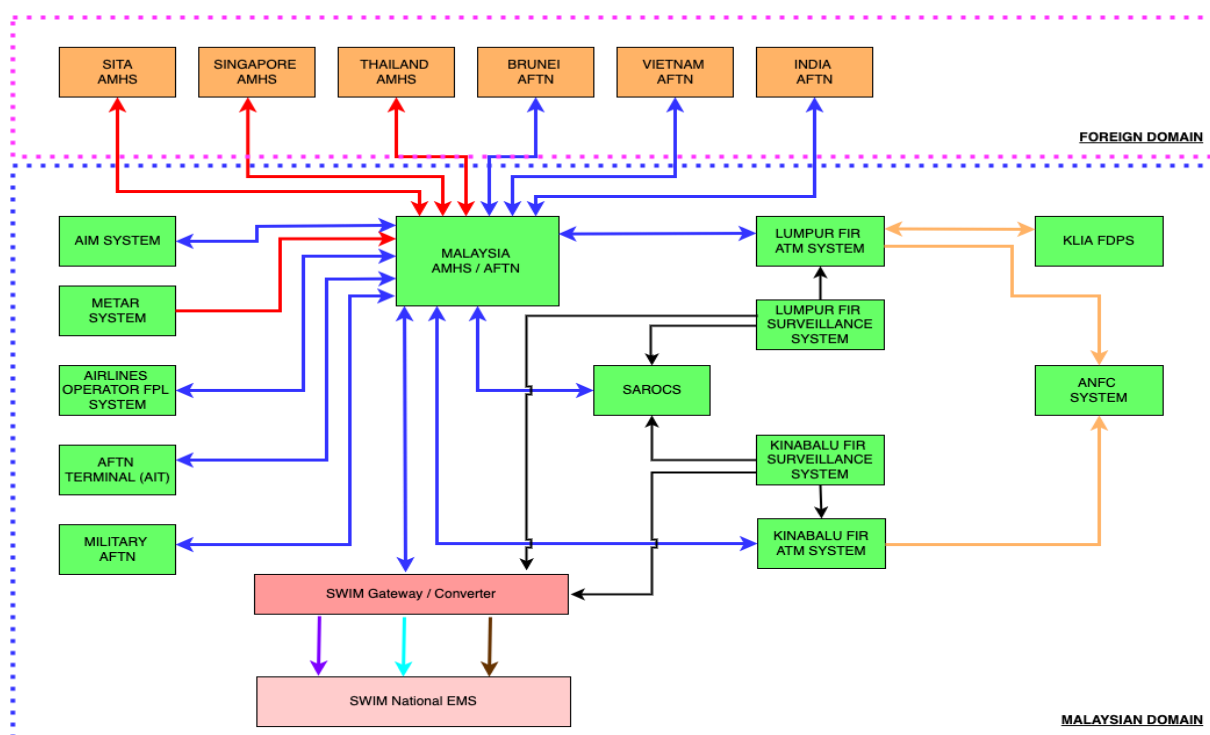 SITA
AMHS
SINGAPORE
AMHS
THAILAND
AMHS
BRUNEI
AFTN
VIETNAM
AFTN
INDIA
AFTN
FOREIGN DOMAIN
AIM SYSTEM
MALAYSIA
AMHS / AFTN
LUMPUR FIR
ATM SYSTEM
KLIA FDPS
METAR
SYSTEM
LUMPUR FIR
SURVEILLANCE
SYSTEM
AIRLINES
OPERATOR FPL
SYSTEM
SAROCS
ANFC
SYSTEM
AFTN
TERMINAL (AIT)
KINABALU FIR
SURVEILLANCE
SYSTEM
MILITARY
AFTN
KINABALU FIR
ATM SYSTEM
SWIM Gateway / Converter
SWIM National EMS
MALAYSIAN DOMAIN